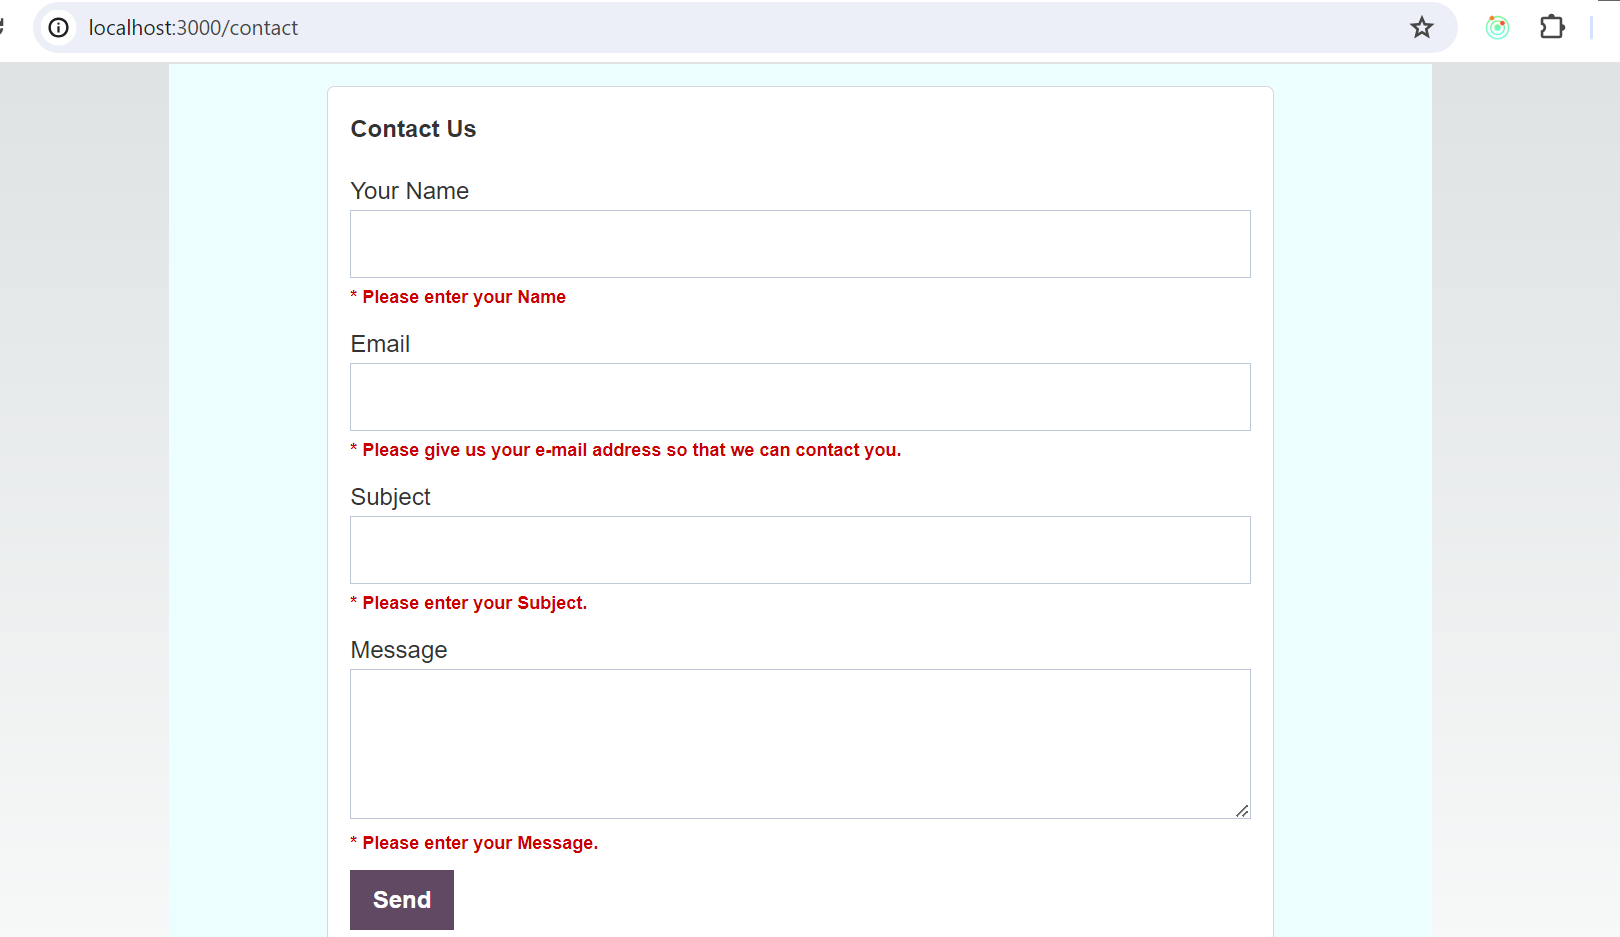 localhost:3000/contact
Contact Us
Your Name
* Please enter your Name
Email
* Please give us your e-mail address so that we can contact you.
Subject
* Please enter your Subject.
Message
* Please enter your Message.
Send